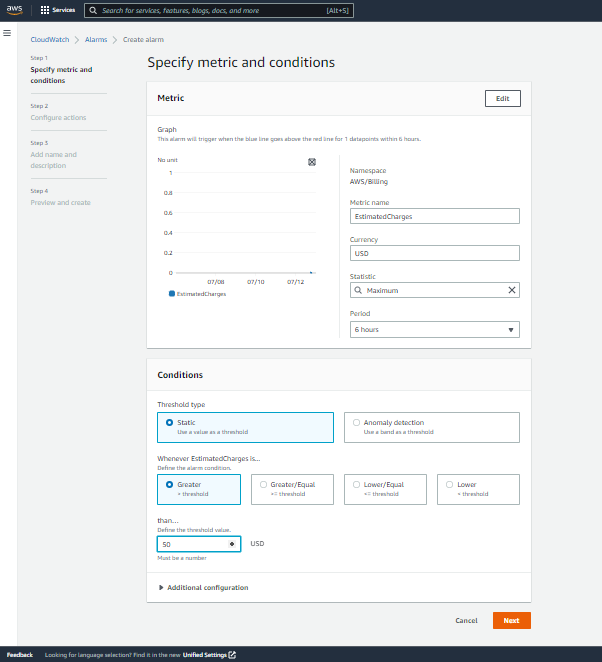 aws
Services
Search for services, features, blogs, docs, and more
[Alt+S]
CloudWatch
Alarms
Create alarm
Step 1
Specify metric and
conditions
Step 2
Configure actions
Step 3
Add name and
description
Step 4
Preview and create
Specify metric and conditions
Metric
Edit
Graph
This alarm will trigger when the blue line goes above the red line for 1 datapoints within 6 hours.
No unit
1
0.8
0.6
0.4
0.2
0
07/08
07/10
07/12
EstimatedCharges
Namespace
AWS/Billing
Metric name
EstimatedCharges
Currency
USD
Statistic
Maximum
Period
6 hours
Conditions
Threshold type
Static
Use a value as a threshold
Anomaly detection
Use a band as a threshold
Whenever EstimatedCharges is...
Define the alarm condition.
Greater
> threshold
Greater/Equal
>= threshold
Lower/Equal
<= threshold
Lower
< threshold
than...
Define the threshold value.
50
USD
Must be a number
Additional configuration
Cancel
Next
Feedback
Looking for language selection? Find it in the new Unified Settings